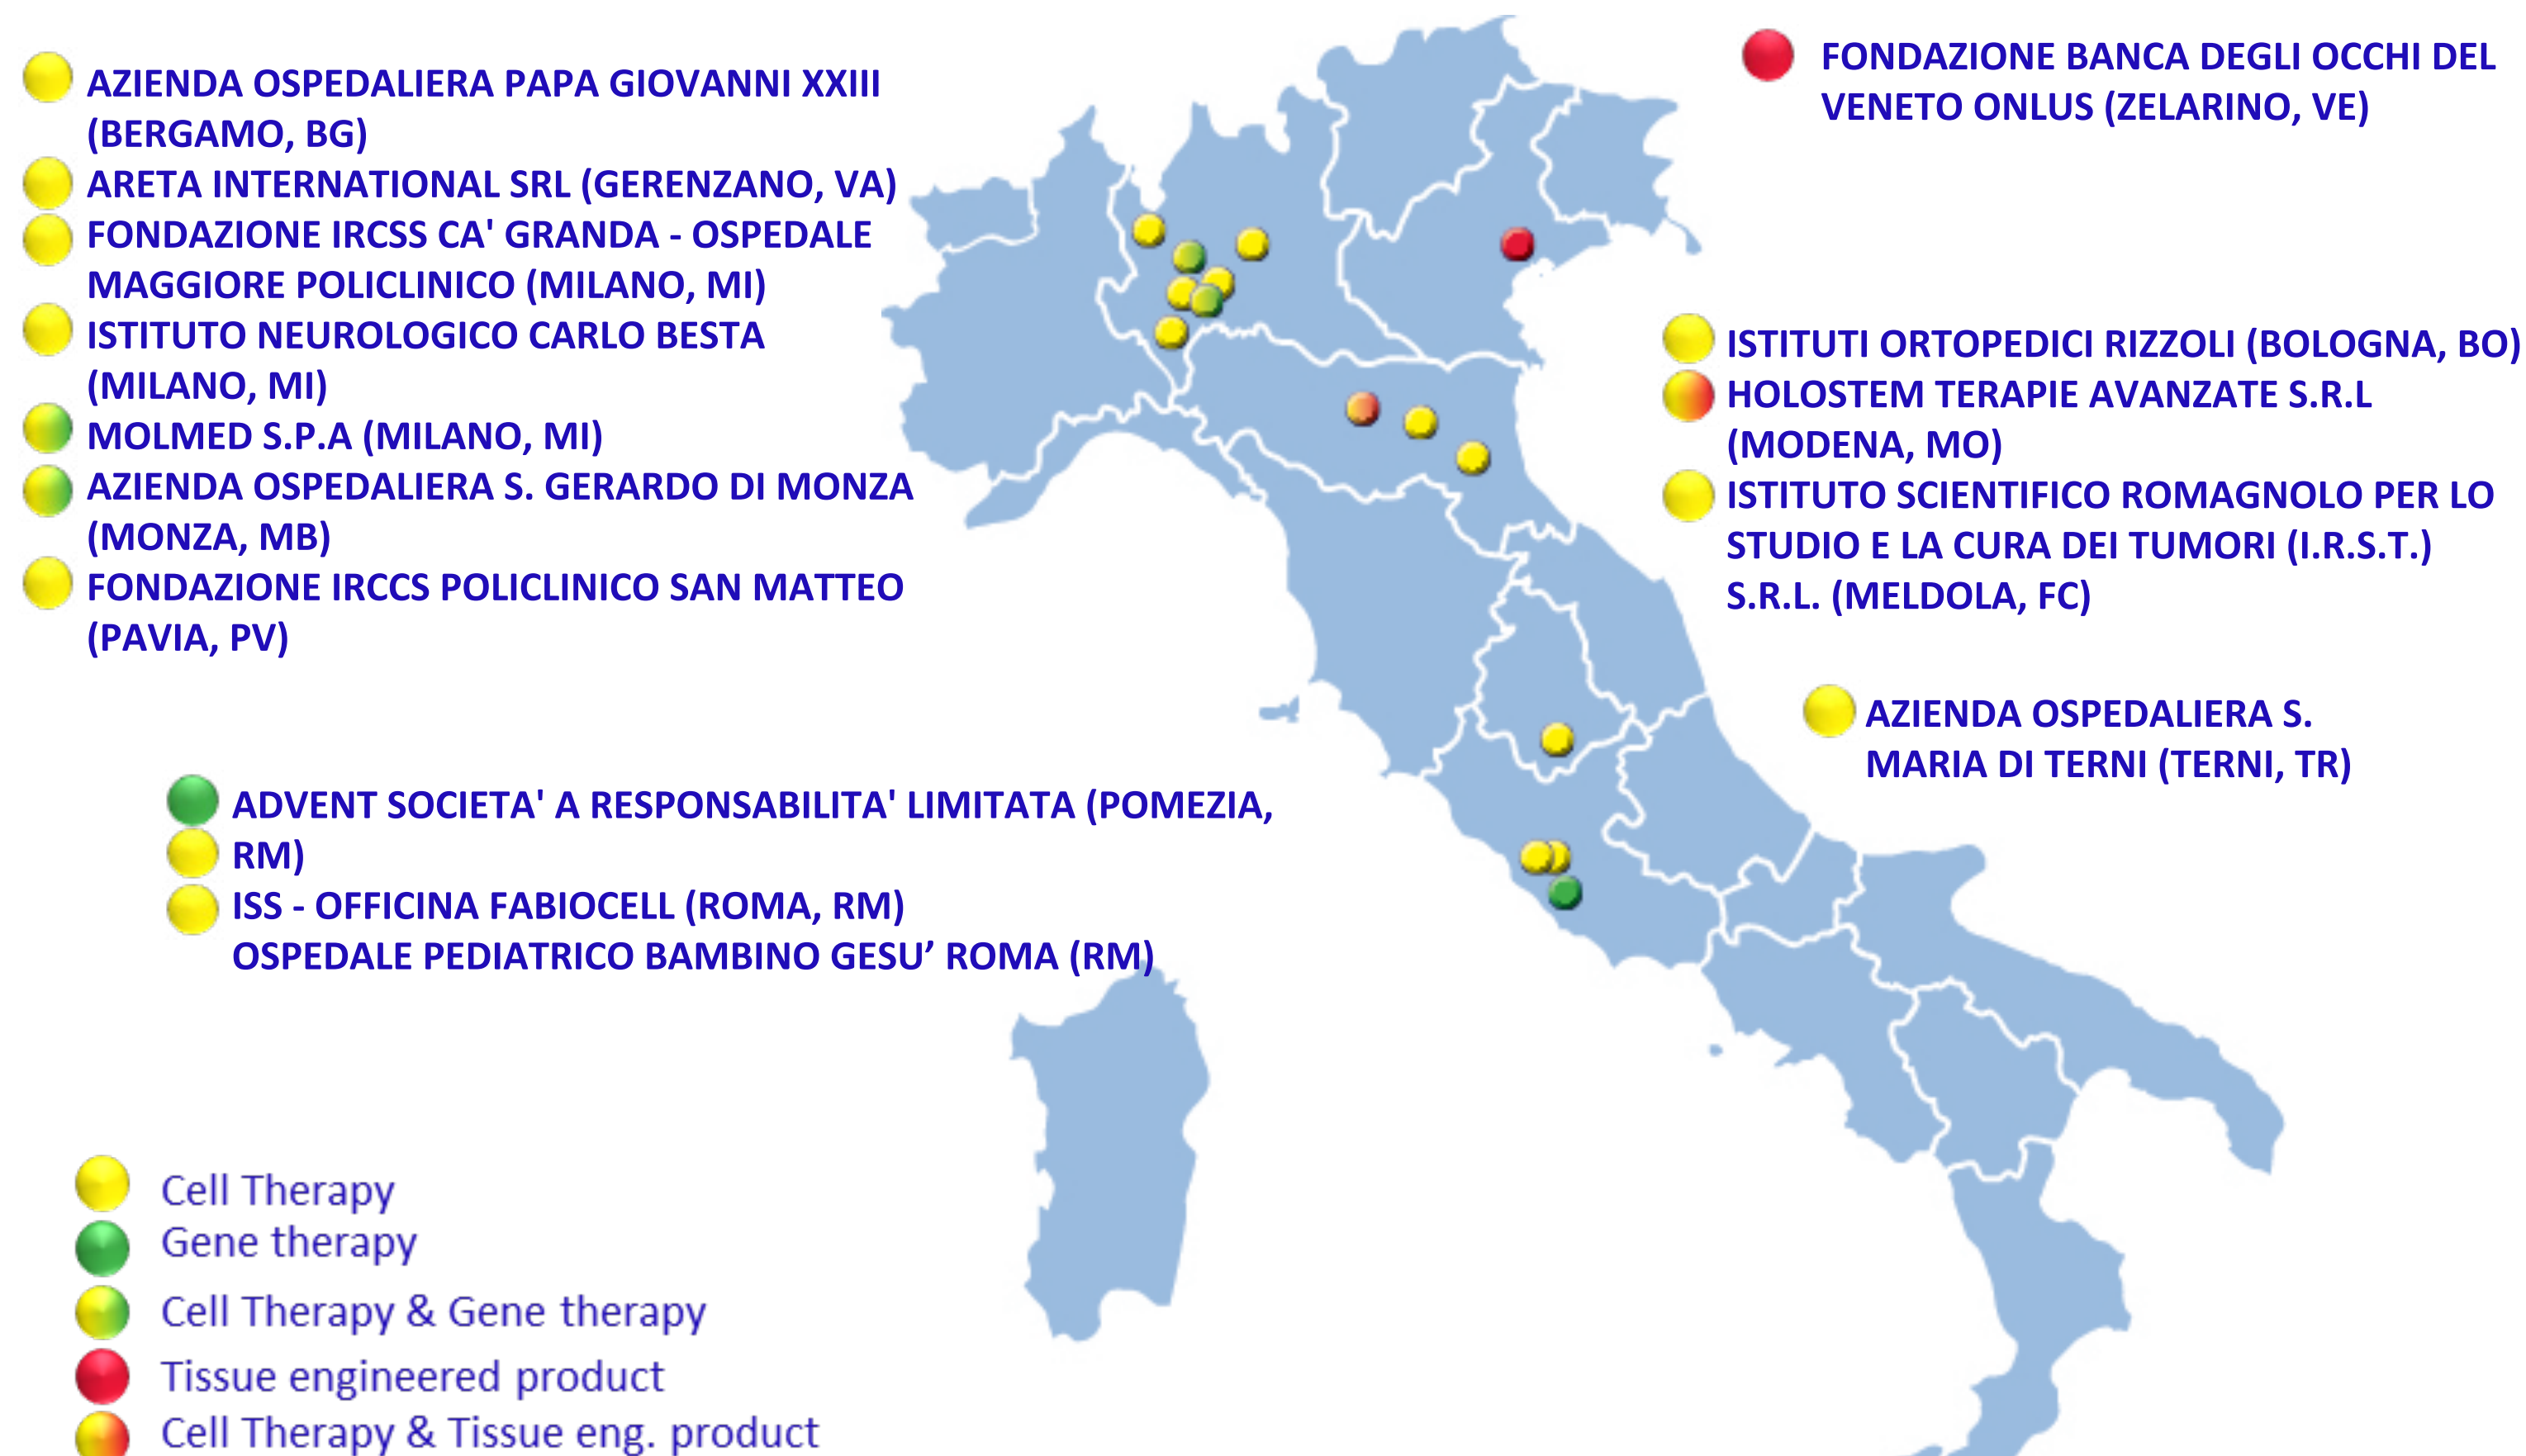 AZIENDA OSPEDALIERA PAPA GIOVANNI XXIII
(BERGAMO, BG)
ARETA INTERNATIONAL SRL (GERENZANO, VA)
FONDAZIONE IRCSS CA' GRANDA - OSPEDALE
MAGGIORE POLICLINICO (MILANO, MI)
ISTITUTO NEUROLOGICO CARLO BESTA
(MILANO, MI)
MOLMED S.P.A (MILANO, MI)
AZIENDA OSPEDALIERA S. GERARDO DI MONZA
(MONZA, MB)
FONDAZIONE IRCCS POLICLINICO SAN MATTEO
(PAVIA, PV)
FONDAZIONE BANCA DEGLI OCCHI DEL
VENETO ONLUS (ZELARINO, VE)
ISTITUTI ORTOPEDICI RIZZOLI (BOLOGNA, BO)
HOLOSTEM TERAPIE AVANZATE S.R.L
(MODENA, MO)
ISTITUTO SCIENTIFICO ROMAGNOLO PER LO
STUDIO E LA CURA DEI TUMORI (I.R.S.T.)
S.R.L. (MELDOLA, FC)
AZIENDA OSPEDALIERA S.
MARIA DI TERNI (TERNI, TR)
ADVENT SOCIETA' A RESPONSABILITA' LIMITATA (POMEZIA,
RM)
ISS - OFFICINA FABIOCELL (ROMA, RM)
OSPEDALE PEDIATRICO BAMBINO GESU’ ROMA (RM)
Cell Therapy
Gene therapy
Cell Therapy & Gene therapy
Tissue engineered product
Cell Therapy & Tissue eng. product